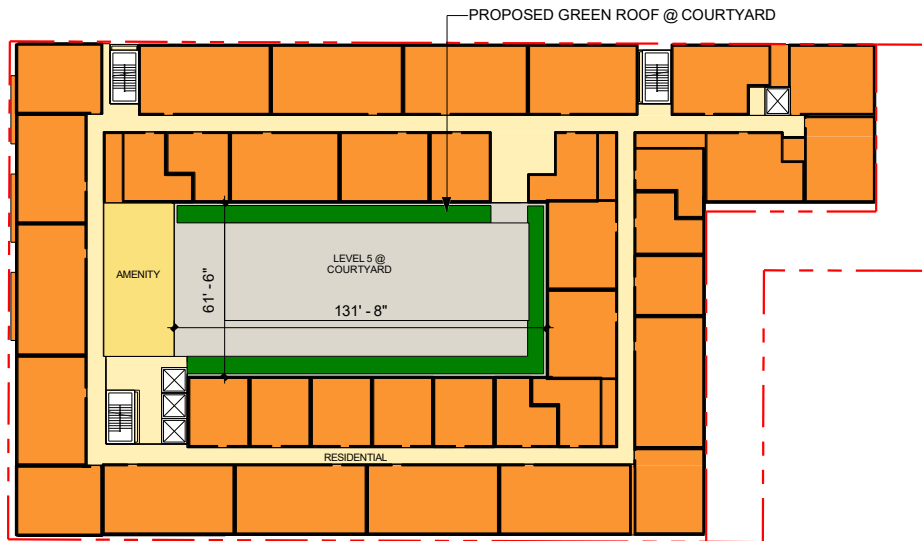 PROPOSED GREEN ROOF @ COURTYARD
LEVEL 5 @
COURTYARD
AMENITY
61' - 6"
131' - 8"
RESIDENTIAL